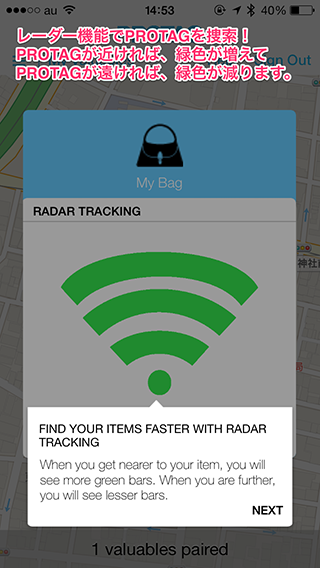 au 14:53 40%
レーダー機能でPROTAGを捜索！
PROTAGが近ければ、緑色が増えて
PROTAGが遠ければ、緑色が減ります。
Sign Out
My Bag
RADAR TRACKING
神社
FIND YOUR ITEMS FASTER WITH RADAR
TRACKING
When you get nearer to your item, you will
see more green bars. When you are further,
you will see lesser bars.
NEXT
1 valuables paired